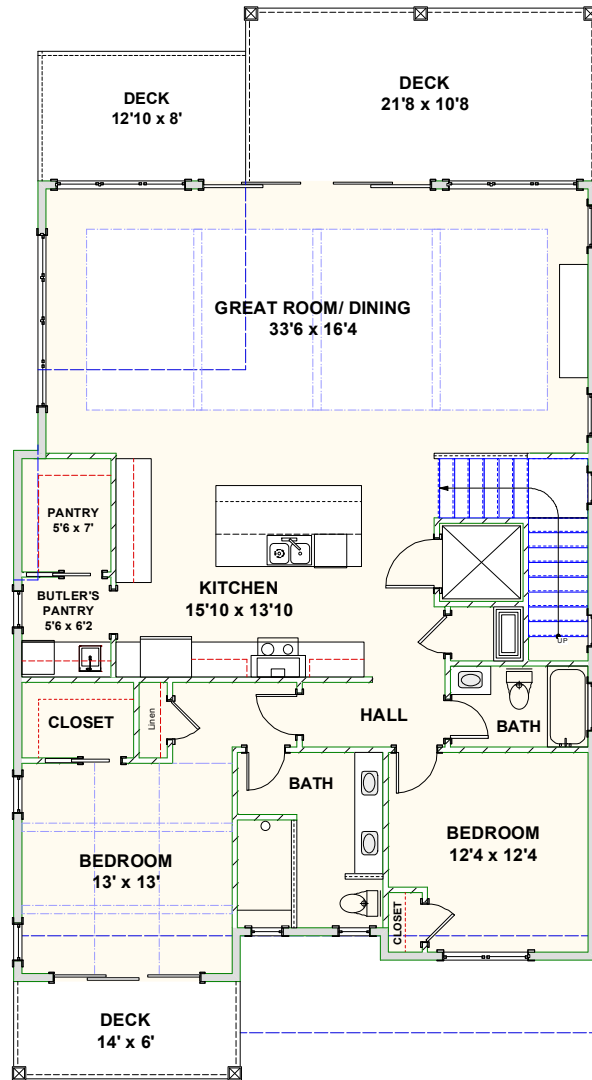 DECK
21'8 x 10'8
DECK
12'10 x 8'
GREAT ROOM/ DINING
33'6 x 16'4
PANTRY
5'6 x 7'
BUTLER'S
PANTRY
5'6 x 6'2
KITCHEN
15'10 x 13'10
UP
CLOSET
Linen
HALL
BATH
BATH
BEDROOM
12'4 x 12'4
BEDROOM
13' x 13'
CLOSET
DECK
14' x 6'